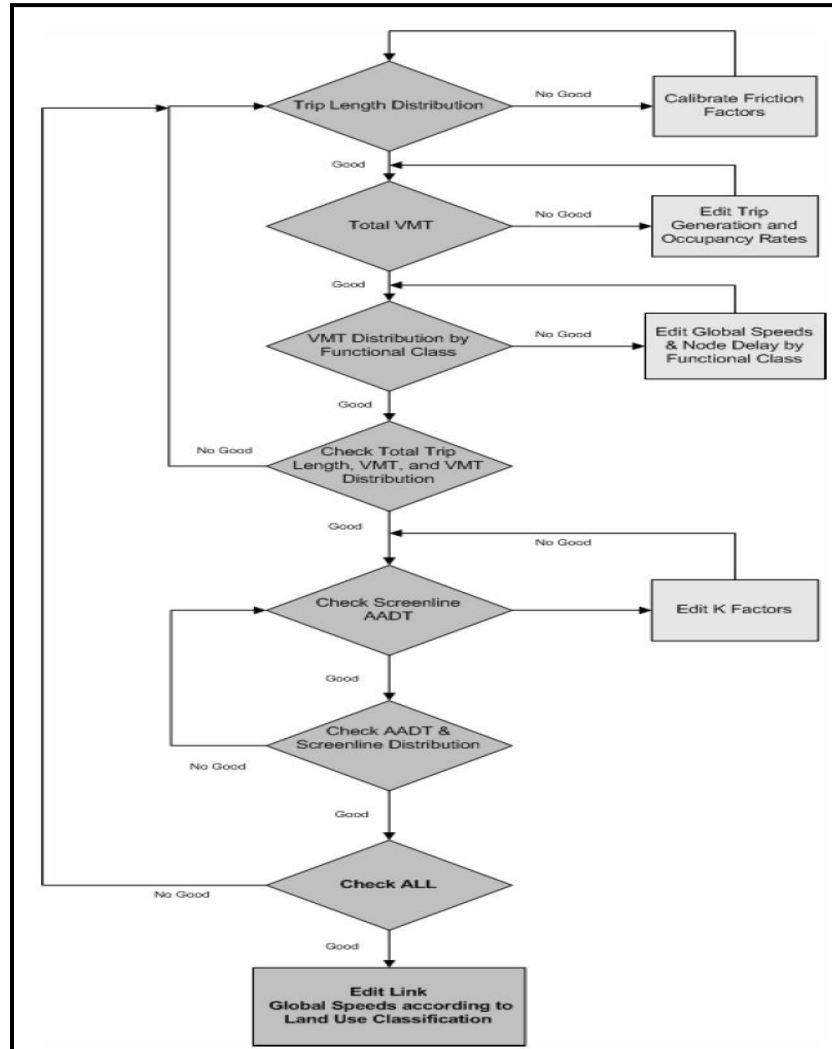 Trip Length Distribution
No Good
Calibrate Friction
Factors
Good
Total VMT
No Good
Edit Trip
Generation and
Occupancy Rates
Good
VMT Distribution by
Functional Class
No Good
Edit Global Speeds
& Node Delay by
Functional Class
Good
No Good
Check Total Trip
Length, VMT, and VMT
Distribution
Good
No Good
Check Screenline
AADT
Edit K Factors
Good
Check AADT &
Screenline Distribution
No Good
Good
Check ALL
No Good
Good
Edit Link
Global Speeds according to
Land Use Classification